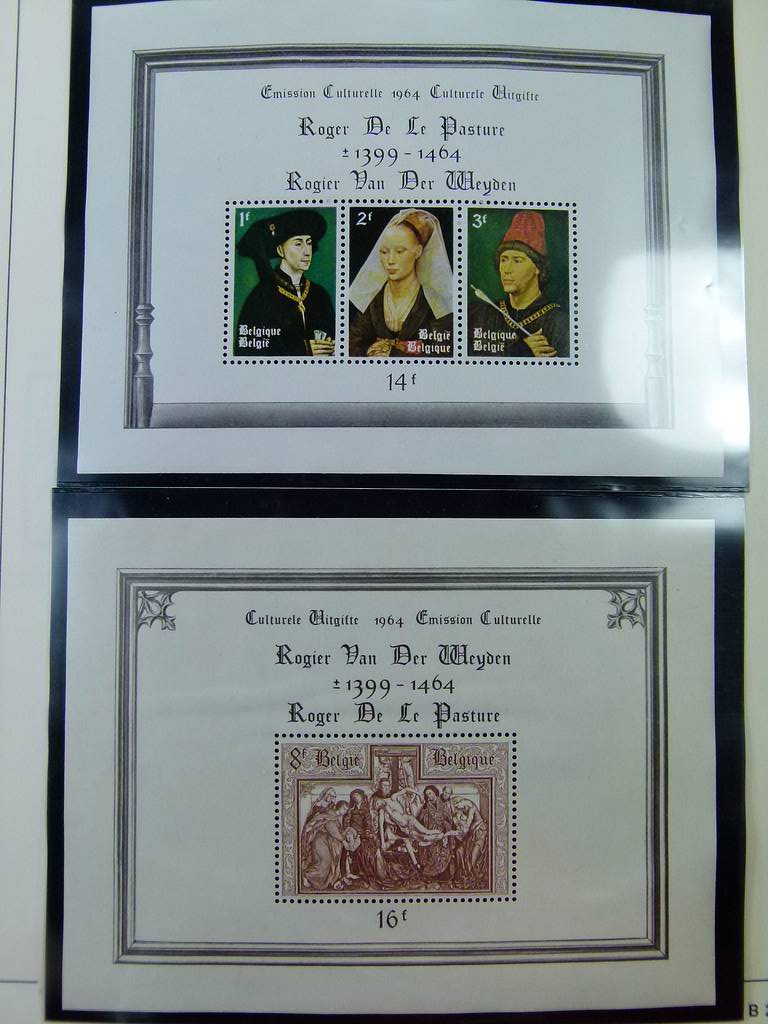 Emission Culturelle 1964 Culturele Uitgifte
Roger De Le Pasture
± 1399 - 1464
Rogier Van Der Weyden
1f
2f
3f
Belgique
België
België
Belgique
Belgique
België
14f
Culturele Uitgifte 1964 Emission Culturelle
Rogier Van Der Weyden
± 1399 - 1464
Roger De Le Pasture
8f België Belgique
16f
B